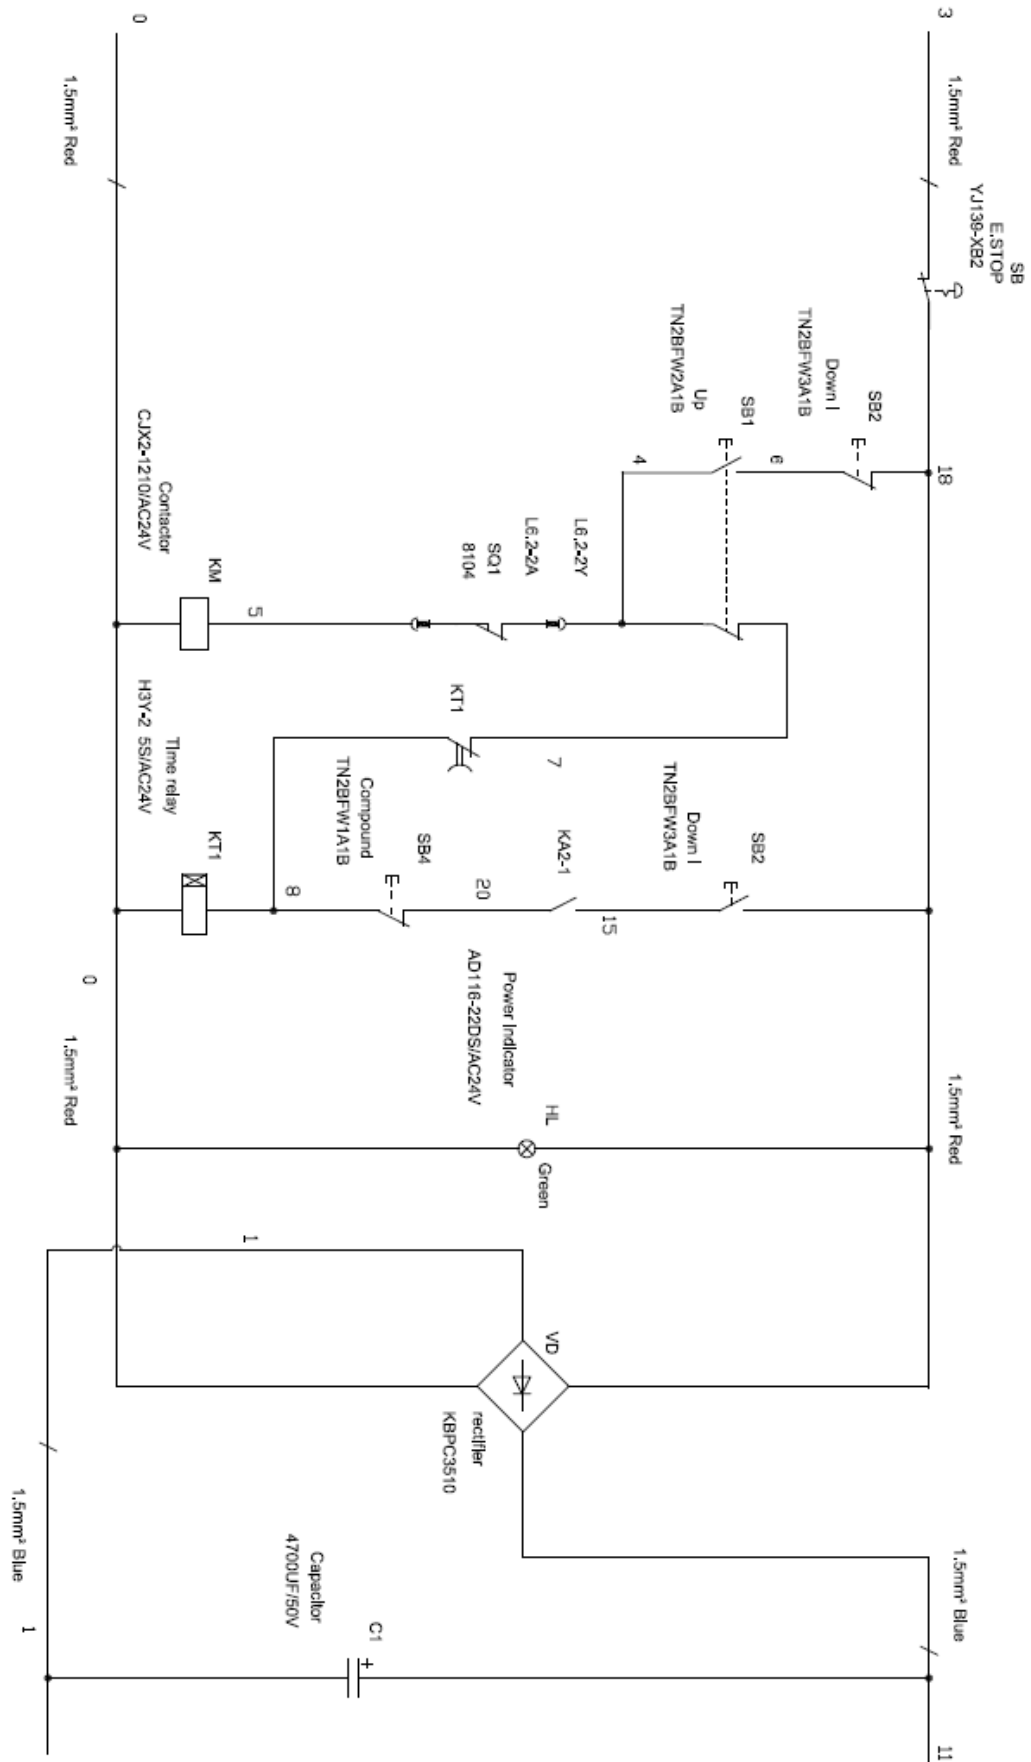 0
3
1.5mm² Red
1.5mm² Red
SB
E.STOP
YJ139-XB2
SB2
Down I
TN2BFW3A1B
SB1
Up
TN2BFW2A1B
18
6
4
L6.2-2Y
L6.2-2A
SQ1
8104
KM
Contactor
CJX2-1210/AC24V
5
KT1
7
SB2
Down I
TN2BFW3A1B
KA2-1
15
20
SB4
Compound
TN2BFW1A1B
8
KT1
Time relay
H3Y-2 5S/AC24V
0
1.5mm² Red
1.5mm² Red
Power Indicator
AD116-22DS/AC24V
HL
Green
1
VD
rectifier
KBPC3510
1.5mm² Blue
1.5mm² Blue
C1
+
Capacitor
4700UF/50V
1
11